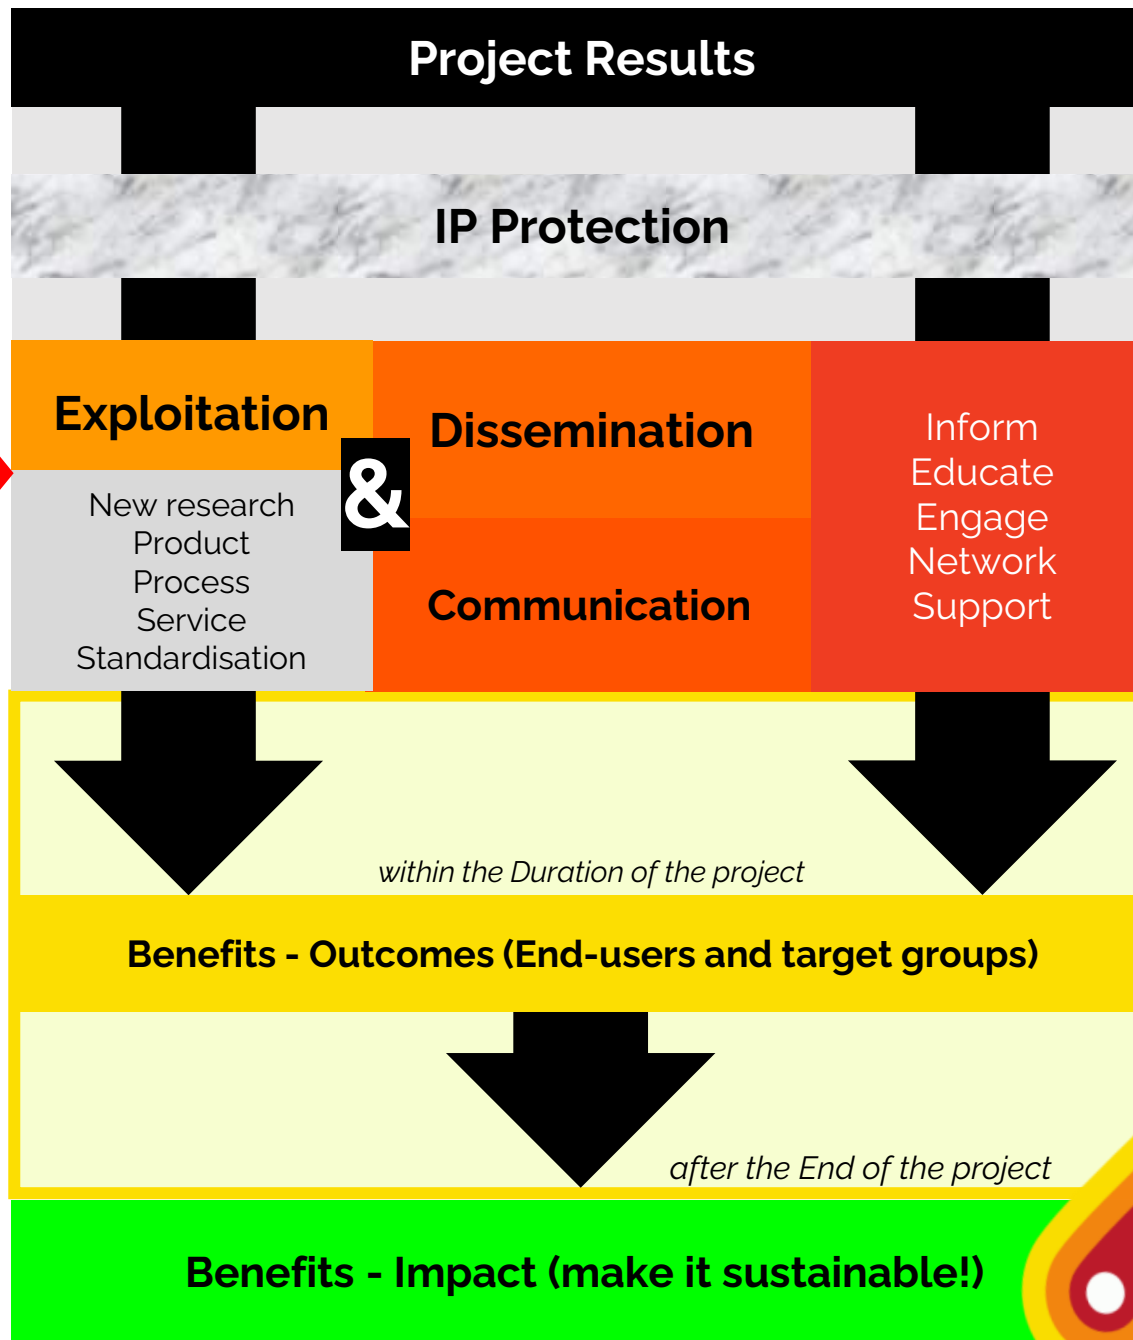 Project Results
IP Protection
Exploitation
&
New research
Product
Process
Service
Standardisation
Dissemination
Communication
Inform
Educate
Engage
Network
Support
within the Duration of the project
Benefits - Outcomes (End-users and target groups)
after the End of the project
Benefits - Impact (make it sustainable!)